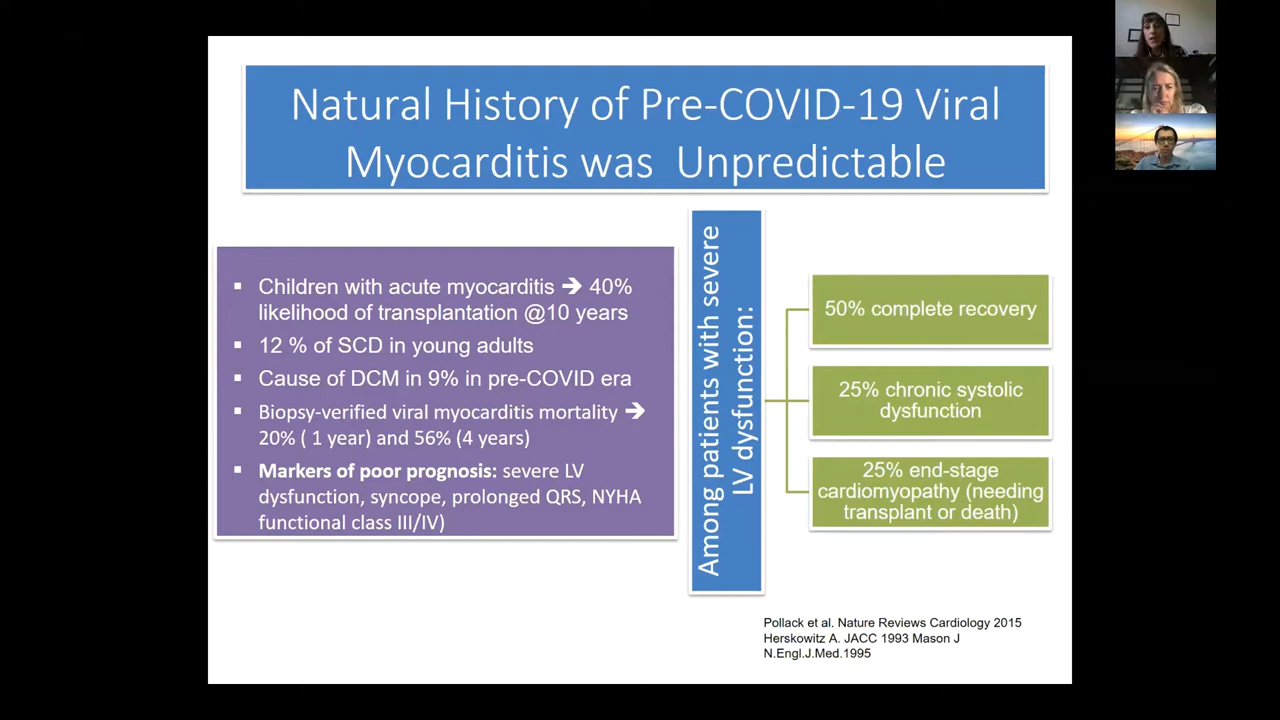 Natural History of Pre-COVID-19 Viral
Myocarditis was  Unpredictable
▪ Children with acute myocarditis ➔ 40%
likelihood of transplantation @10 years
▪ 12 % of SCD in young adults
▪ Cause of DCM in 9% in pre-COVID era
▪ Biopsy-verified viral myocarditis mortality ➔
20% ( 1 year) and 56% (4 years)
▪ Markers of poor prognosis: severe LV
dysfunction, syncope, prolonged QRS, NYHA
functional class III/IV)
Among patients with severe
LV dysfunction:
50% complete recovery
25% chronic systolic
dysfunction
25% end-stage
cardiomyopathy (needing
transplant or death)
Pollack et al. Nature Reviews Cardiology 2015
Herskowitz A. JACC 1993 Mason J
N.Engl.J.Med.1995